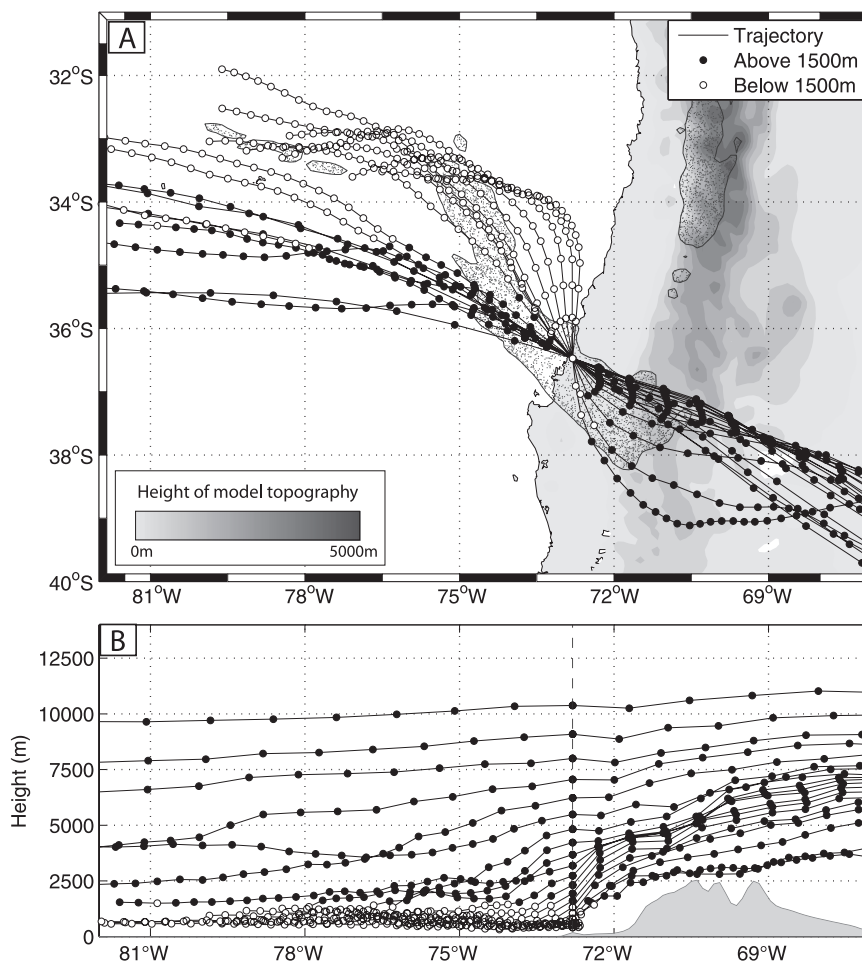 A
Trajectory
Above 1500m
Below 1500m
32°S
34°S
36°S
38°S
40°S
Height of model topography
0m 5000m
81°W 78°W 75°W 72°W 69°W
B
12500
10000
7500
5000
2500
0
Height (m)
81°W 78°W 75°W 72°W 69°W